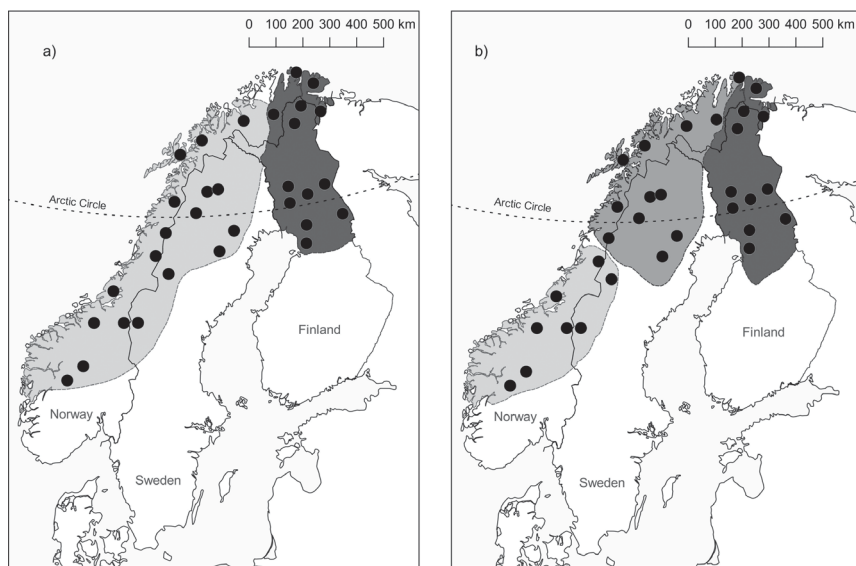 0 100 200 300 400 500 km
a)
Arctic Circle
Finland
Norway
Sweden
0 100 200 300 400 500 km
b)
Arctic Circle
Finland
Norway
Sweden